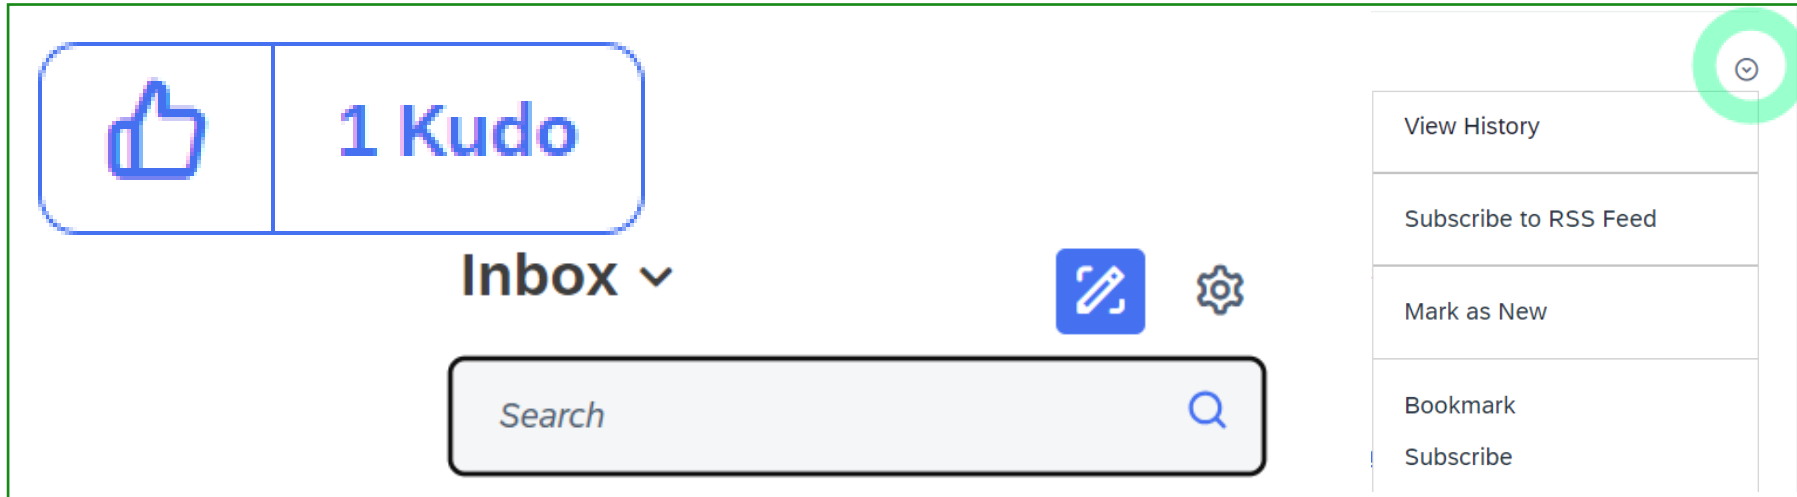 1 Kudo
Inbox
Search
View History
Subscribe to RSS Feed
Mark as New
Bookmark
Subscribe